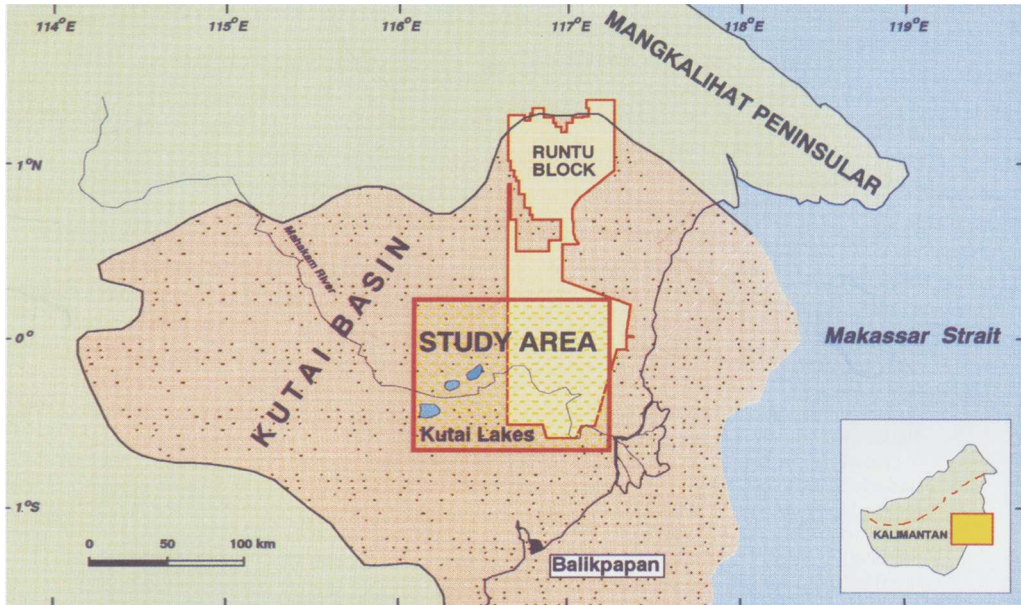 114°E 115°E 116°E 117°E 118°E 119°E
MANGKALIHAT PENINSULAR
1°N
RUNTU
BLOCK
Mahakam River
KUTAI BASIN
0°
STUDY AREA
Makassar Strait
Kutai Lakes
1°S
KALIMANTAN
0 50 100 km
Balikpapan